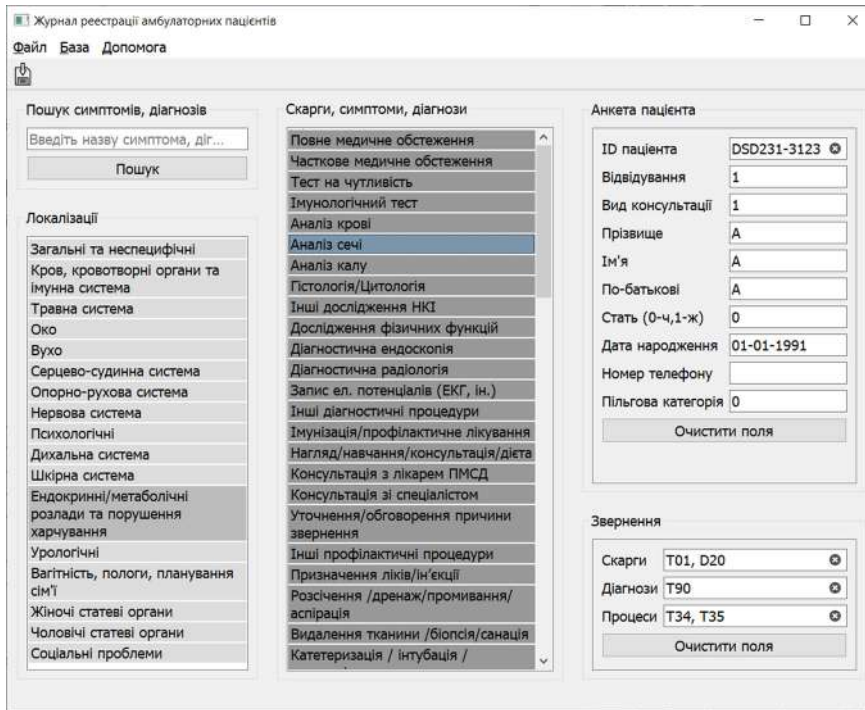 Журнал реестрації амбулаторних пацієнтів
Файл База Допомога
Пошук симптомів, діагнозів
Введіть назву симптома, діг...
Пошук
Локалізації
Загальні та неспецифічні
Кров, кровотворні органи та
імунна система
Травна система
Око
Вухо
Серцево-судинна система
Опорно-рухова система
Нервова система
Психологічні
Дихальна система
Шкірна система
Ендокринні/метаболічні
розлади та порушення
харчування
Урологічні
Вагітність, пологи, планування
сім'ї
Жіночі статеві органи
Чоловічі статеві органи
Соціальні проблеми
Скарги, симптоми, діагнози
Повне медичне обстеження
Часткове медичне обстеження
Тест на чутливість
Імунологічний тест
Аналіз крові
Аналіз сечі
Аналіз калу
Гістологія/Цитологія
Інші дослідження НКІ
Дослідження фізичних функцій
Діагностична ендоскопія
Діагностична радіологія
Запис ел. потенціалів (ЕКГ, ін.)
Інші діагностичні процедури
Імунізація/профілактичне лікування
Нагляд/навчання/консультація/дієта
Консультація з лікарем ПМСД
Консультація зі спеціалістом
Уточнення/обговорення причини
звернення
Інші профілактичні процедури
Призначення ліків/ін'єкції
Розсічення /дренаж/промивання/
аспірація
Видалення тканини /біопсія/санація
Катетеризація / інтубація /
Анкета пацієнта
ID пацієнта DSD231-3123
Відвідування 1
Вид консультації 1
Прізвище А
Ім'я А
По-батькові А
Стать (0-ч,1-ж) 0
Дата народження 01-01-1991
Номер телефону
Пільгова категорія 0
Очистити поля
Звернення
Скарги T01, D20
Діагнози T90
Процеси T34, T35
Очистити поля